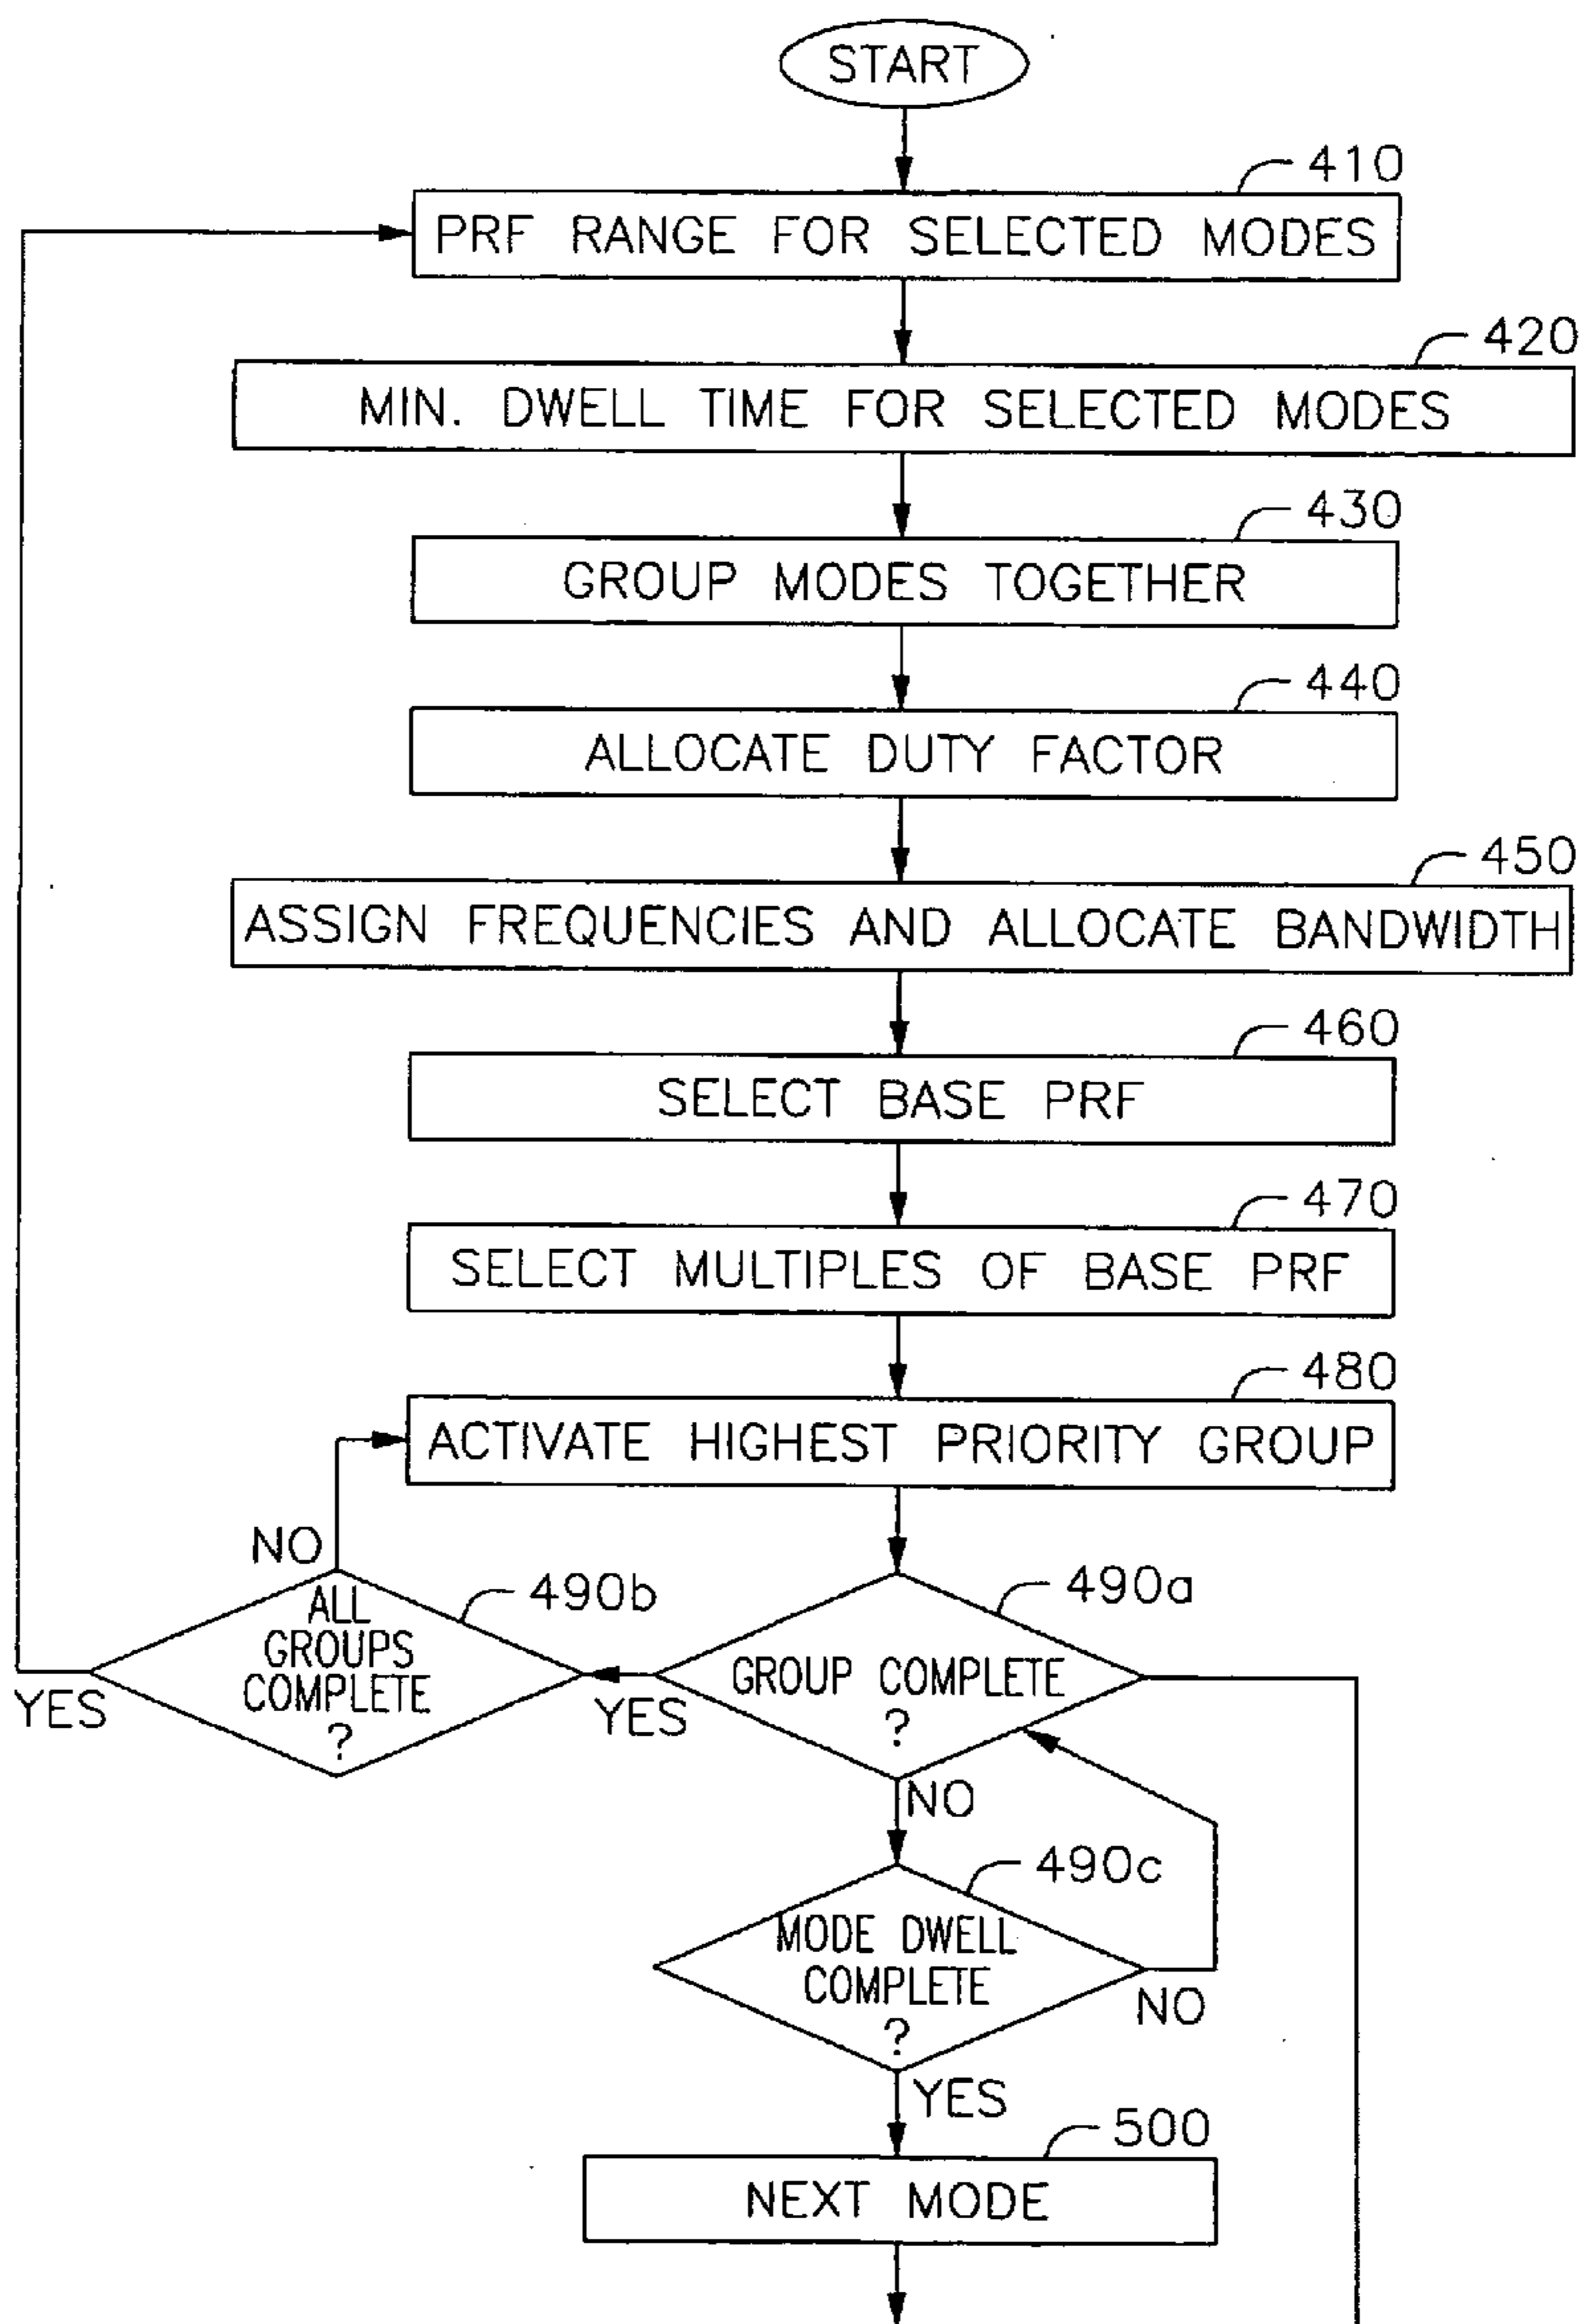 START
410
PRF RANGE FOR SELECTED MODES
420
MIN. DWELL TIME FOR SELECTED MODES
430
GROUP MODES TOGETHER
440
ALLOCATE DUTY FACTOR
450
ASSIGN FREQUENCIES AND ALLOCATE BANDWIDTH
460
SELECT BASE PRF
470
SELECT MULTIPLES OF BASE PRF
480
ACTIVATE HIGHEST PRIORITY GROUP
NO
490b
ALL
GROUPS
COMPLETE
?
YES
490a
GROUP COMPLETE
?
YES
NO
490c
MODE DWELL
COMPLETE
?
NO
YES
500
NEXT MODE